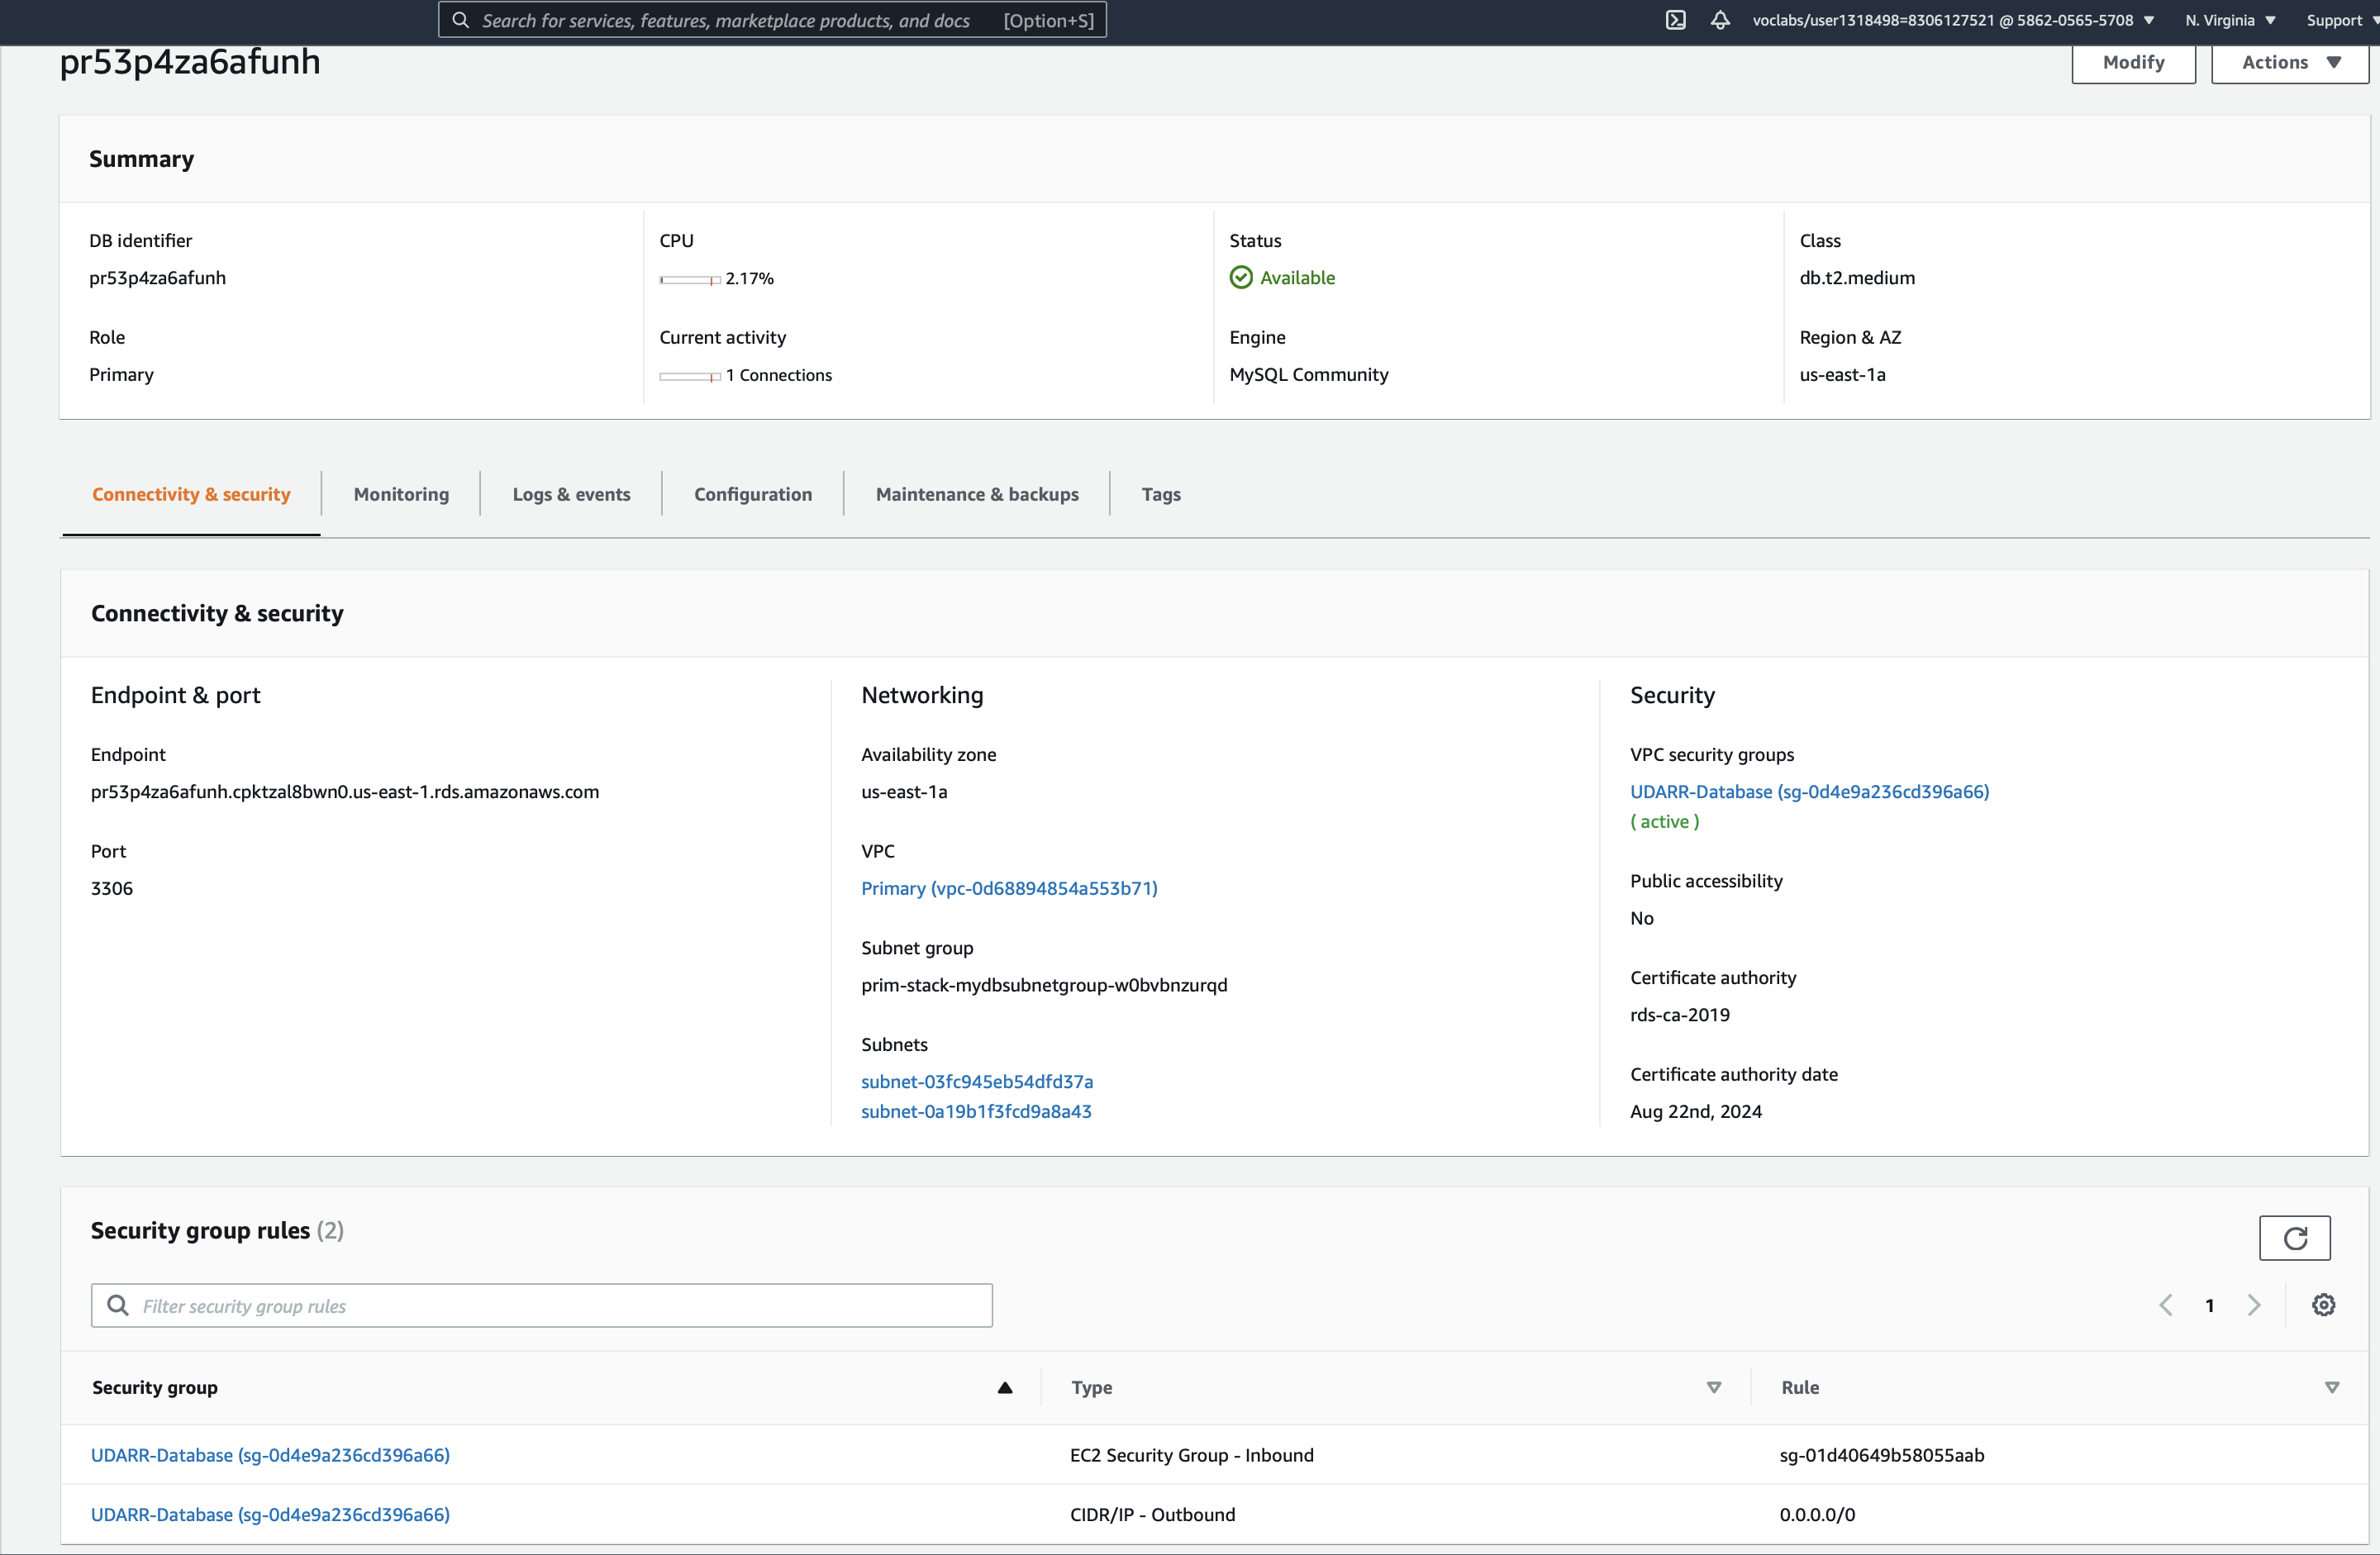 Search for services, features, marketplace products, and docs [Option+S]
voclabs/user1318498=8306127521 @ 5862-0565-5708 N. Virginia Support
pr53p4za6afunh
Modify Actions
Summary
DB identifier
pr53p4za6afunh
CPU
2.17%
Status
Available
Class
db.t2.medium
Role
Primary
Current activity
1 Connections
Engine
MySQL Community
Region & AZ
us-east-1a
Connectivity & security Monitoring Logs & events Configuration Maintenance & backups Tags
Connectivity & security
Endpoint & port
Endpoint
pr53p4za6afunh.cpktzal8bwn0.us-east-1.rds.amazonaws.com
Port
3306
Networking
Availability zone
us-east-1a
VPC
Primary (vpc-0d68894854a553b71)
Subnet group
prim-stack-mydbsubnetgroup-w0bvbnzurqd
Subnets
subnet-03fc945eb54dfd37a
subnet-0a19b1f3fcd9a8a43
Security
VPC security groups
UDARR-Database (sg-0d4e9a236cd396a66)
( active )
Public accessibility
No
Certificate authority
rds-ca-2019
Certificate authority date
Aug 22nd, 2024
Security group rules (2)
Filter security group rules
1
Security group Type Rule
UDARR-Database (sg-0d4e9a236cd396a66) EC2 Security Group - Inbound sg-01d40649b58055aab
UDARR-Database (sg-0d4e9a236cd396a66) CIDR/IP - Outbound 0.0.0.0/0